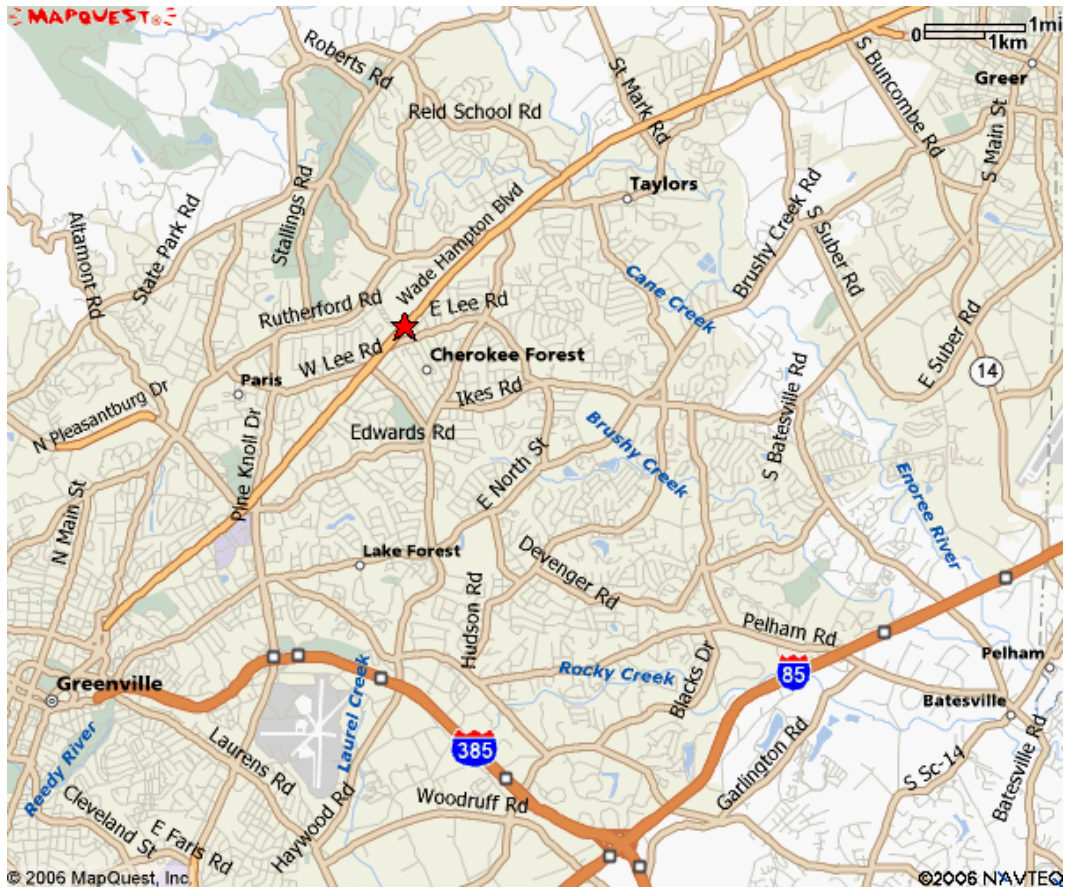 MAPQUEST
0 1mi
1km
Roberts Rd
St Mark Rd
S Buncombe Rd
Greer
Reid School Rd
S Main St
Stallings Rd
Taylors
Altamont Rd
State Park Rd
Wade Hampton Blvd
Brushy Creek Rd
S Suber Rd
Cane Creek
Rutherford Rd
E Lee Rd
W Lee Rd
Cherokee Forest
E Suber Rd
14
Paris
Ikes Rd
S Batesville Rd
N Pleasantburg Dr
Edwards Rd
Pine Knoll Dr
E North St
Brushy Creek
Enoree River
N Main St
Lake Forest
Devenger Rd
Hudson Rd
Pelham Rd
Greenville
Rocky Creek
Blacks Dr
85
Pelham
Laurel Creek
Batesville
Reedy River
Laurens Rd
385
Garlington Rd
S Sc-14
Batesville Rd
Cleveland St
E Faris Rd
Haywood Rd
Woodruff Rd
© 2006 MapQuest, Inc.
©2006 NAVTEQ